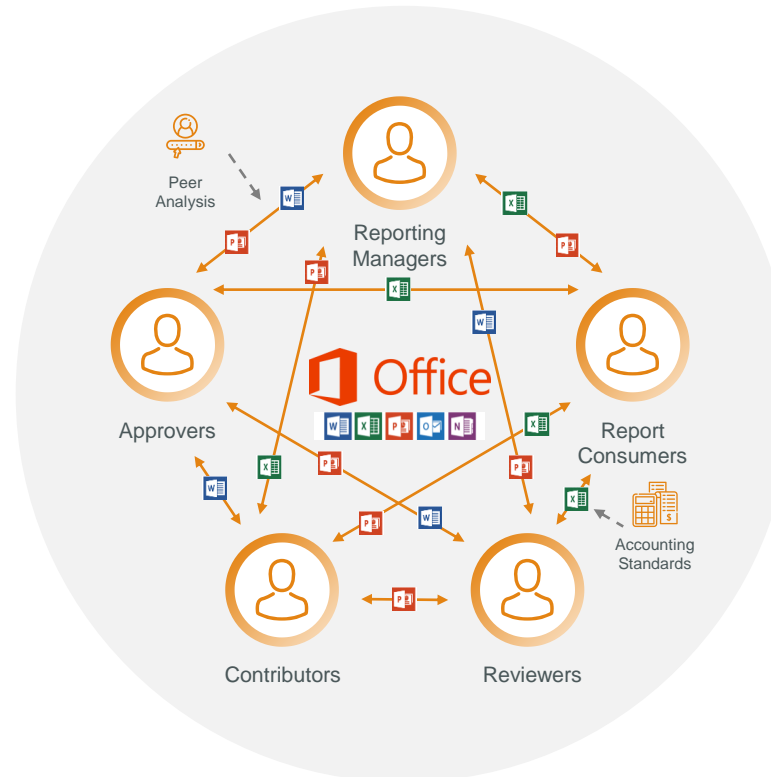 Peer
Analysis
Reporting
Managers
Office
Approvers
Report
Consumers
Accounting
Standards
Contributors
Reviewers